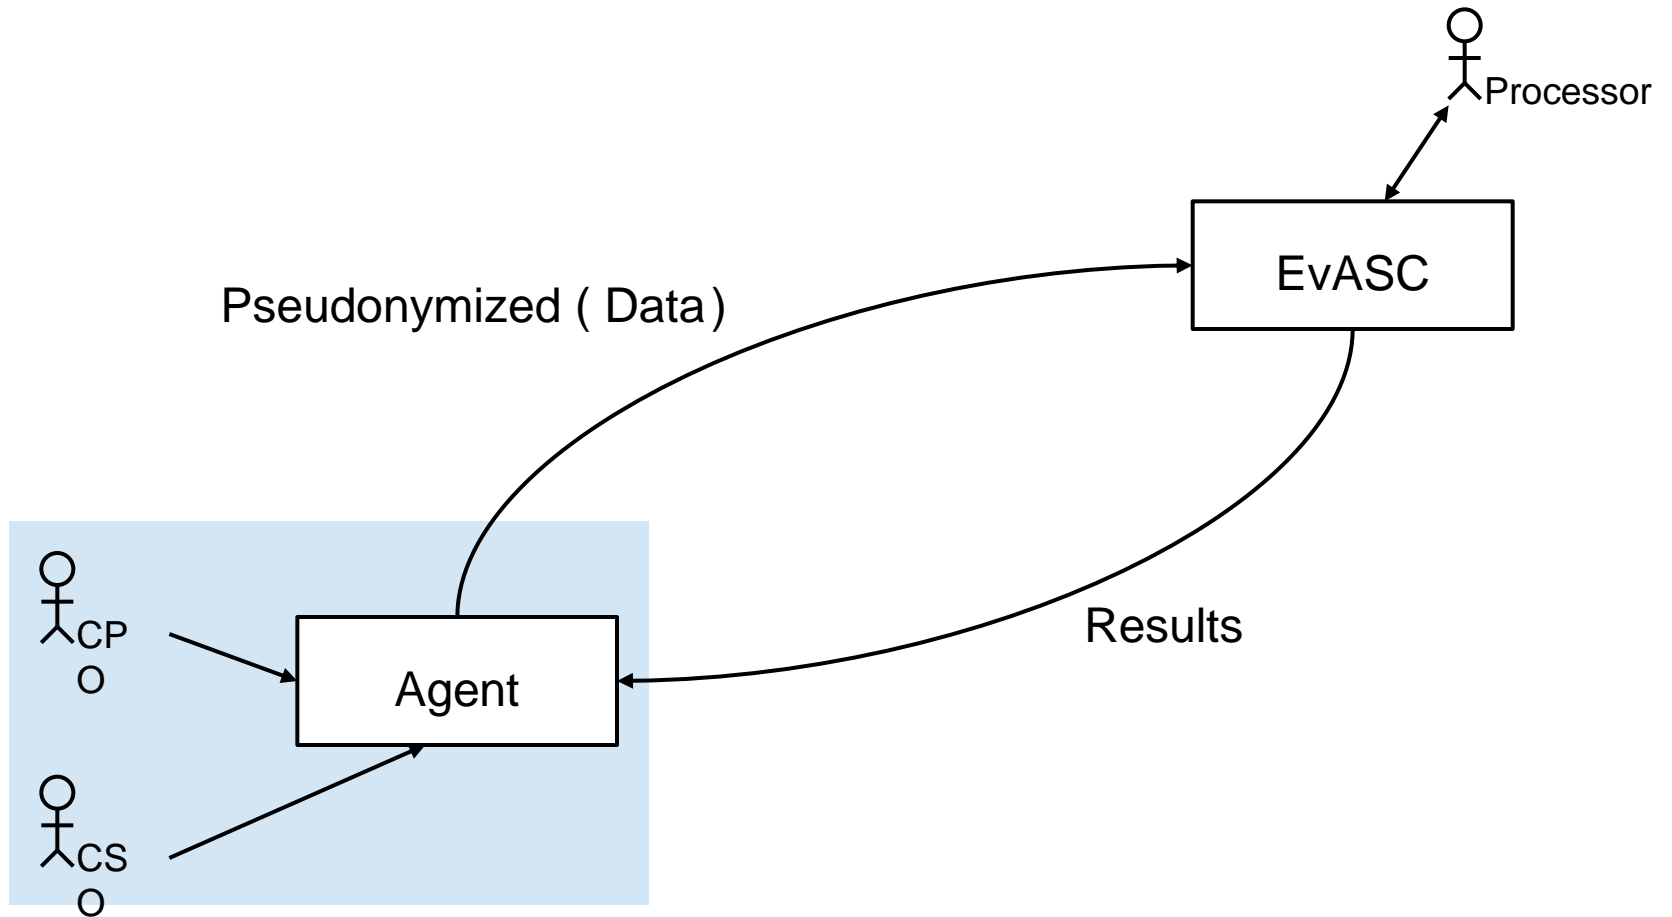 Processor
EvASC
Pseudonymized ( Data )
Results
CP
O
Agent
CS
O